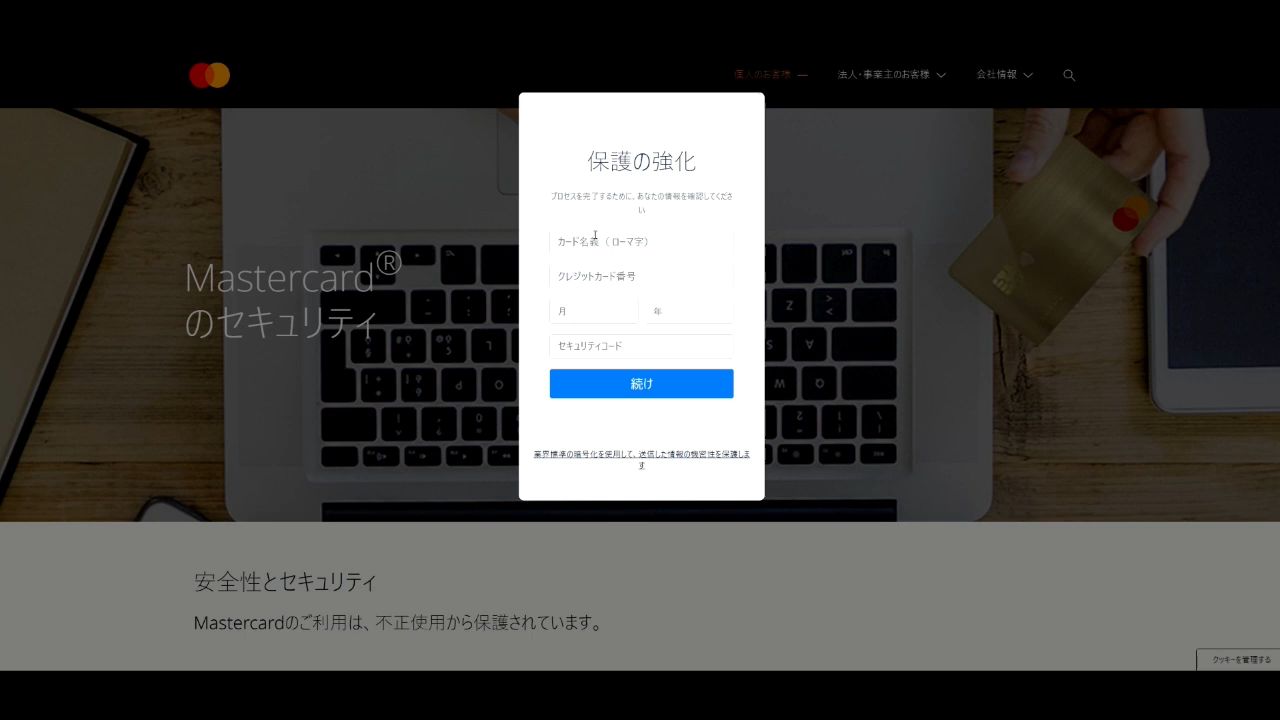 個人のお客様
法人・事業主のお客様
会社情報
保護の強化
プロセスを完了するために、あなたの情報を確認してくださ
い
カード名義 (ローマ字)
クレジットカード番号
月
年
セキュリティコード
続け
業界標準の暗号化を使用して、送信した情報の機密性を保護しま
す
Mastercard®
のセキュリティ
安全性とセキュリティ
Mastercardのご利用は、不正使用から保護されています。
クッキーを管理する